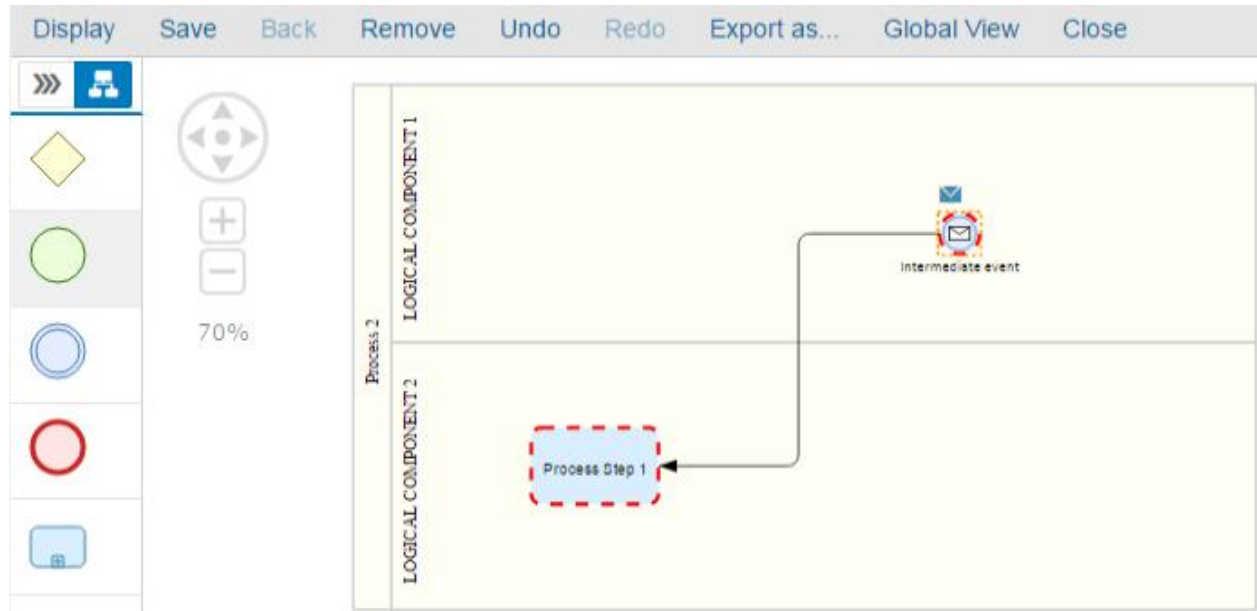 Display Save Back Remove Undo Redo Export as... Global View Close
70%
Process 2
LOGICAL COMPONENT 1
Intermediate event
LOGICAL COMPONENT 2
Process Step 1